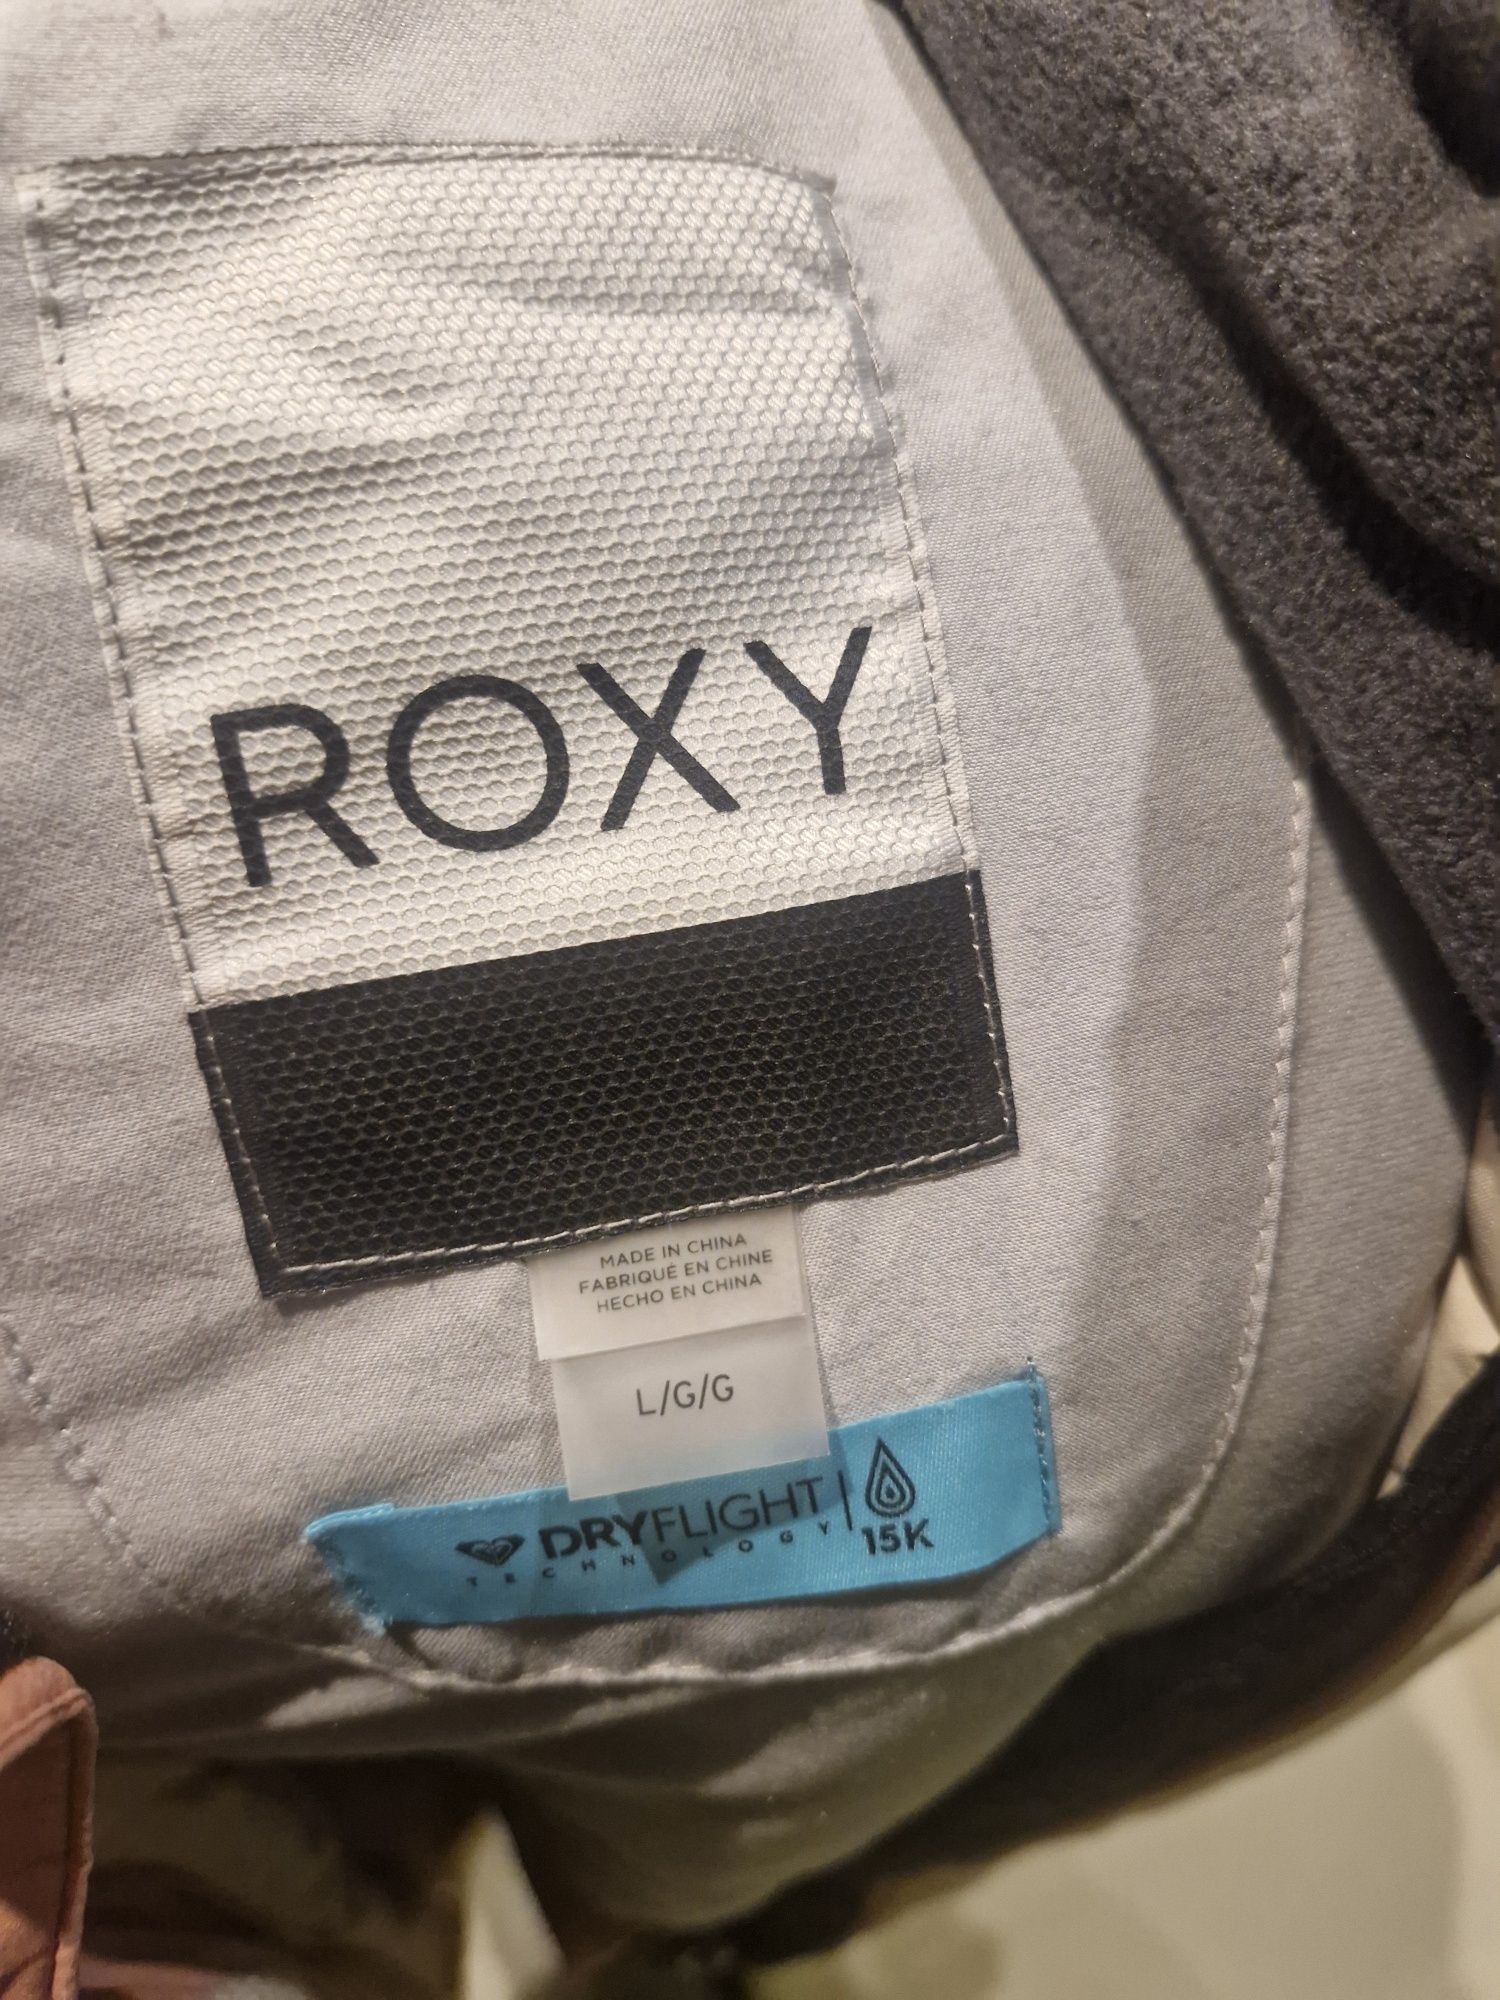 ROXY
MADE IN CHINA
FABRIQUÉ EN CHINE
HECHO EN CHINA
L/G/G
DRYFLIGHT
TECHNOLOGY
15K